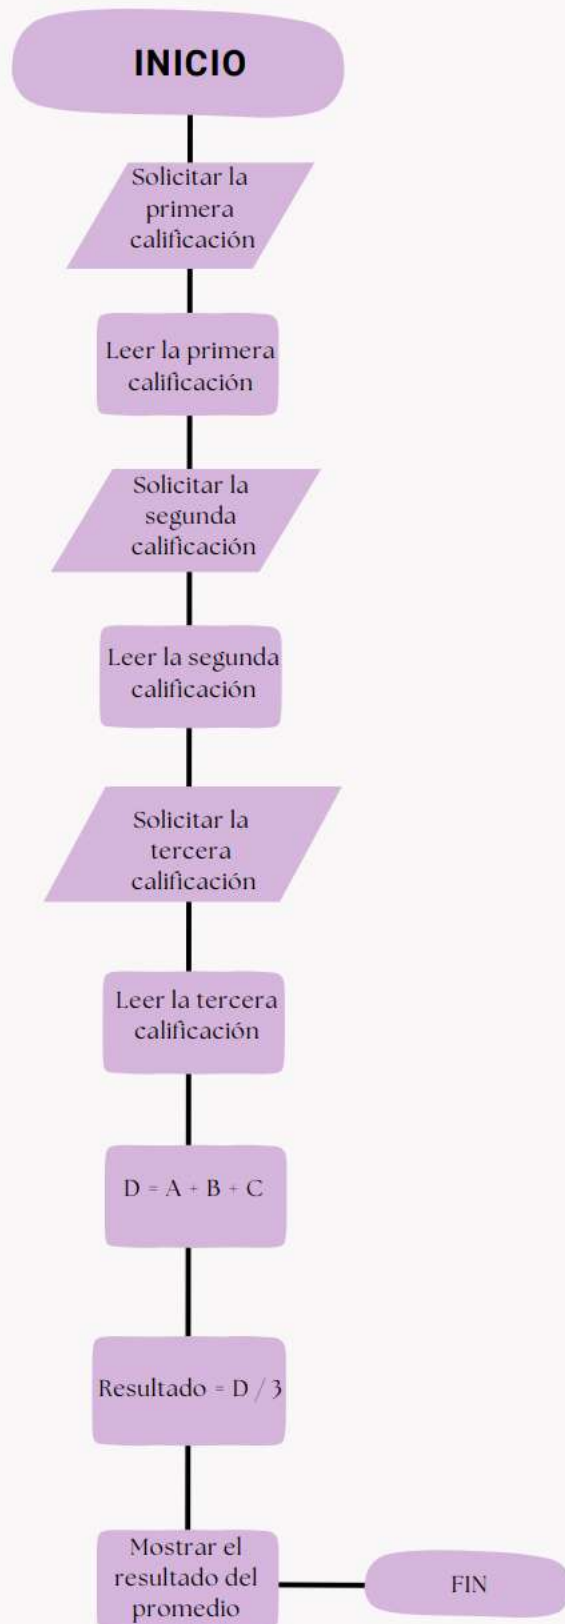 INICIO
Solicitar la
primera
calificación
Leer la primera
calificación
Solicitar la
segunda
calificación
Leer la segunda
calificación
Solicitar la
tercera
calificación
Leer la tercera
calificación
D = A + B + C
Resultado = D / 3
Mostrar el
resultado del
promedio
FIN